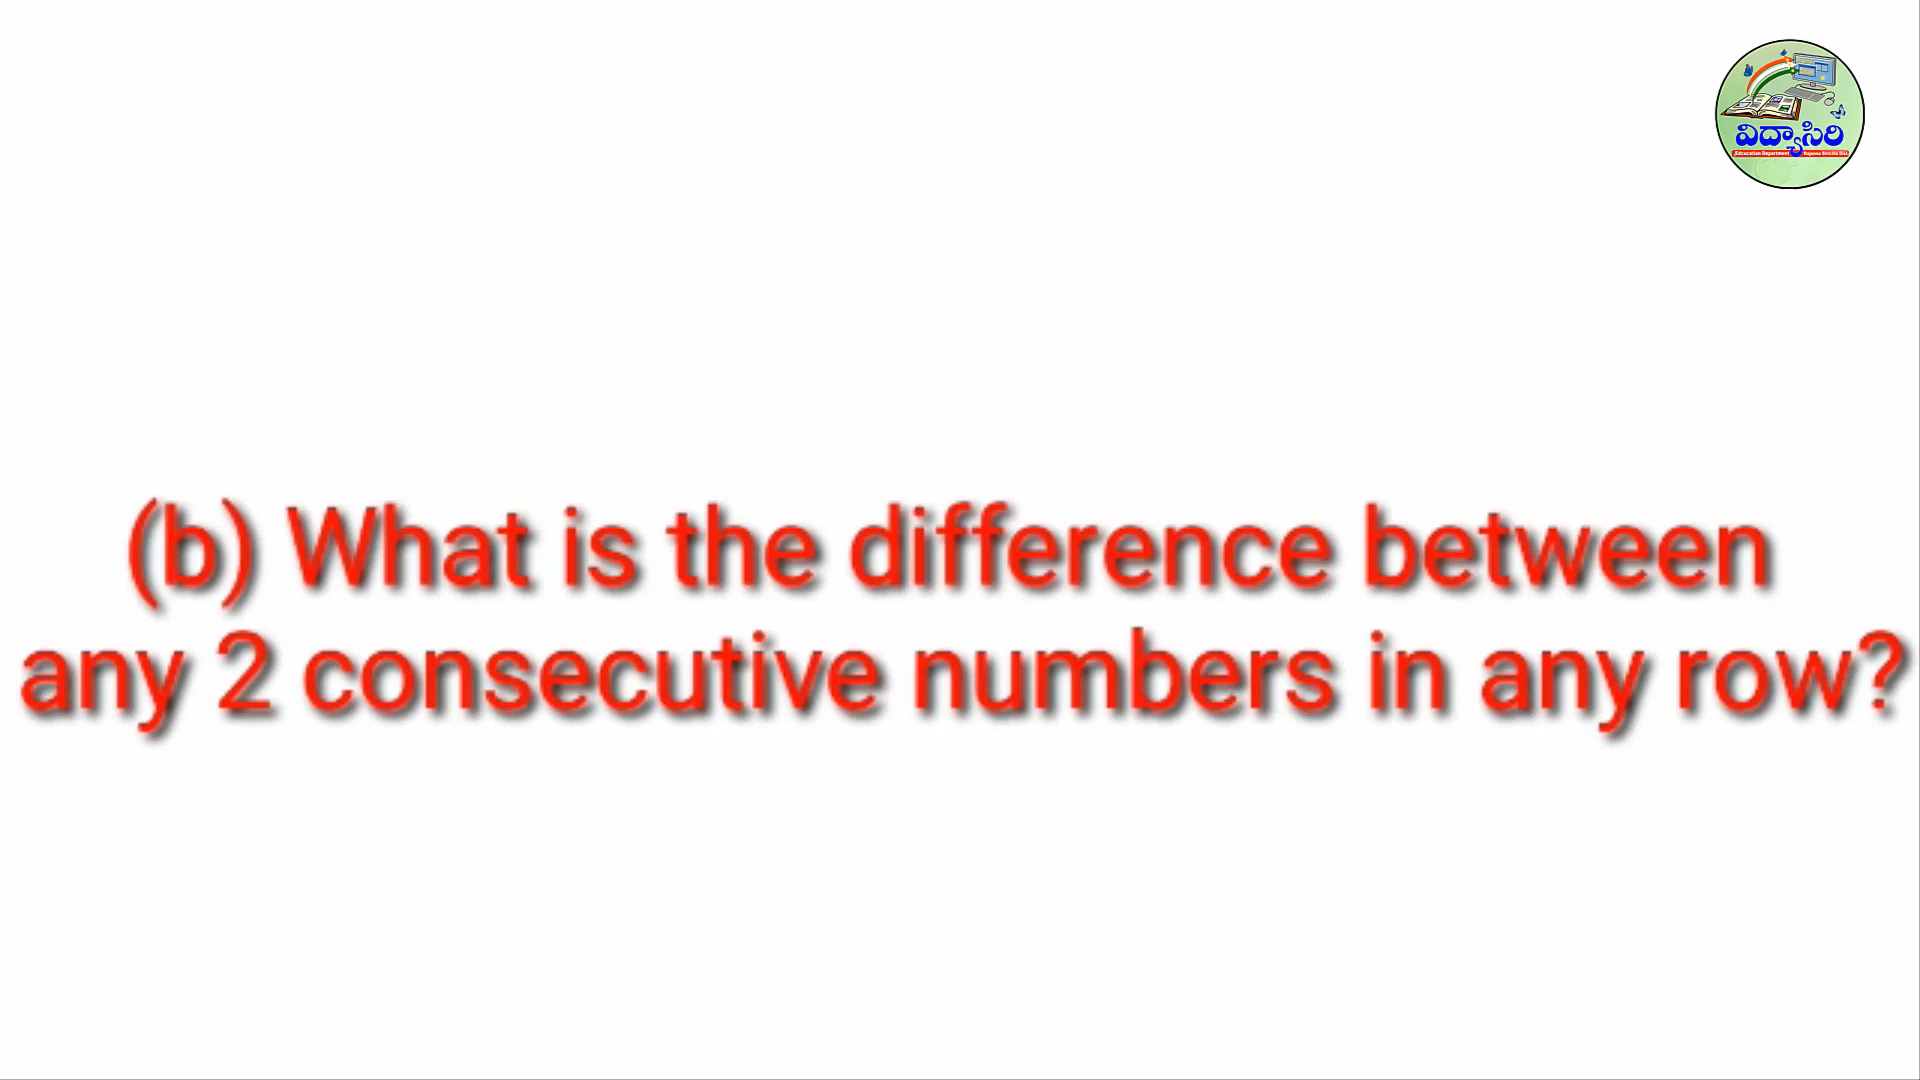 విద్యాసిరి
(b) What is the difference between
any 2 consecutive numbers in any row?